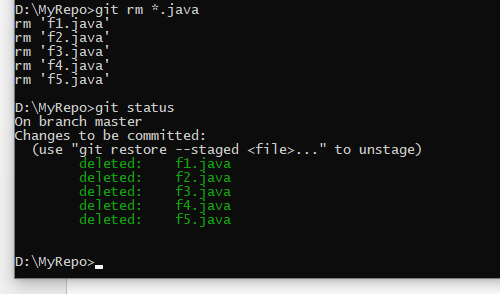 D:\MyRepo>git rm *.java
rm 'f1.java'
rm 'f2.java'
rm 'f3.java'
rm 'f4.java'
rm 'f5.java'
D:\MyRepo>git status
On branch master
Changes to be committed:
  (use "git restore --staged <file>..." to unstage)
        deleted:    f1.java
        deleted:    f2.java
        deleted:    f3.java
        deleted:    f4.java
        deleted:    f5.java
D:\MyRepo>